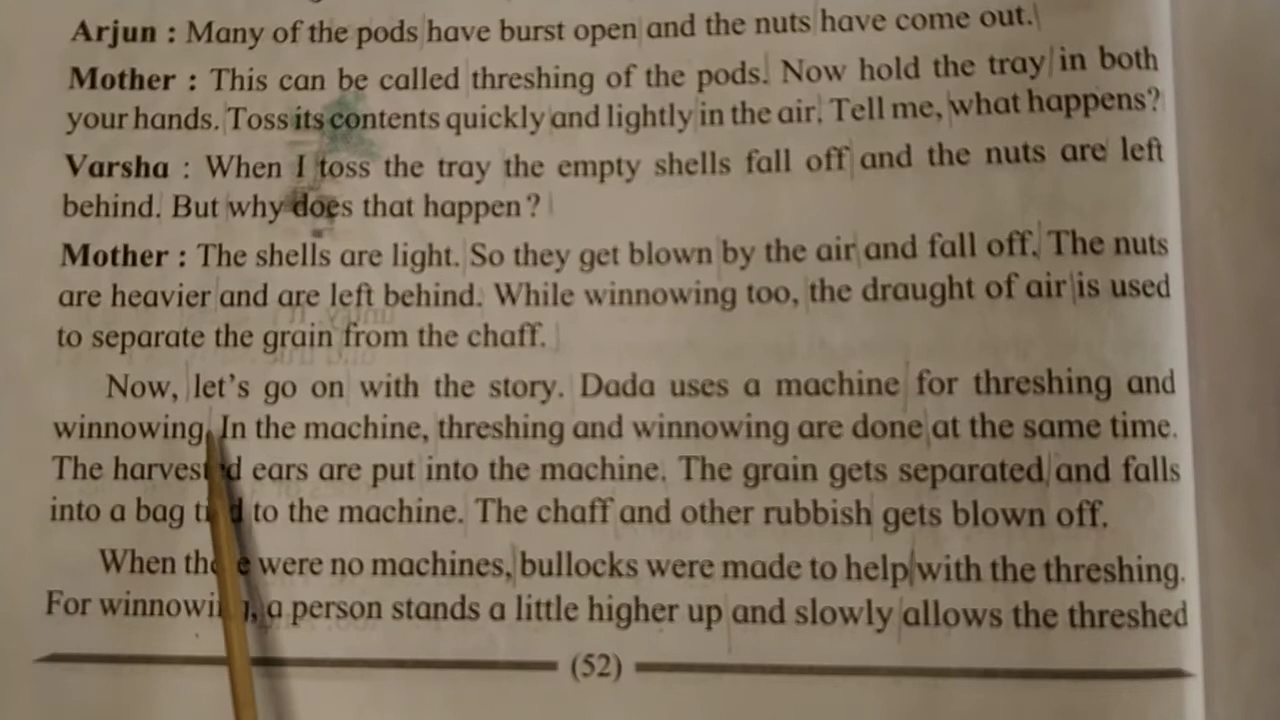 Arjun : Many of the pods have burst open and the nuts have come out.
Mother : This can be called threshing of the pods. Now hold the tray in both
your hands. Toss its contents quickly and lightly in the air. Tell me, what happens?
Varsha : When I toss the tray the empty shells fall off and the nuts are left
behind. But why does that happen?
Mother : The shells are light. So they get blown by the air and fall off. The nuts
are heavier and are left behind. While winnowing too, the draught of air is used
to separate the grain from the chaff.
Now, let's go on with the story. Dada uses a machine for threshing and
winnowing. In the machine, threshing and winnowing are done at the same time.
The harvested ears are put into the machine. The grain gets separated and falls
into a bag tied to the machine. The chaff and other rubbish gets blown off.
When there were no machines, bullocks were made to help with the threshing.
For winnowing, a person stands a little higher up and slowly allows the threshed
(52)